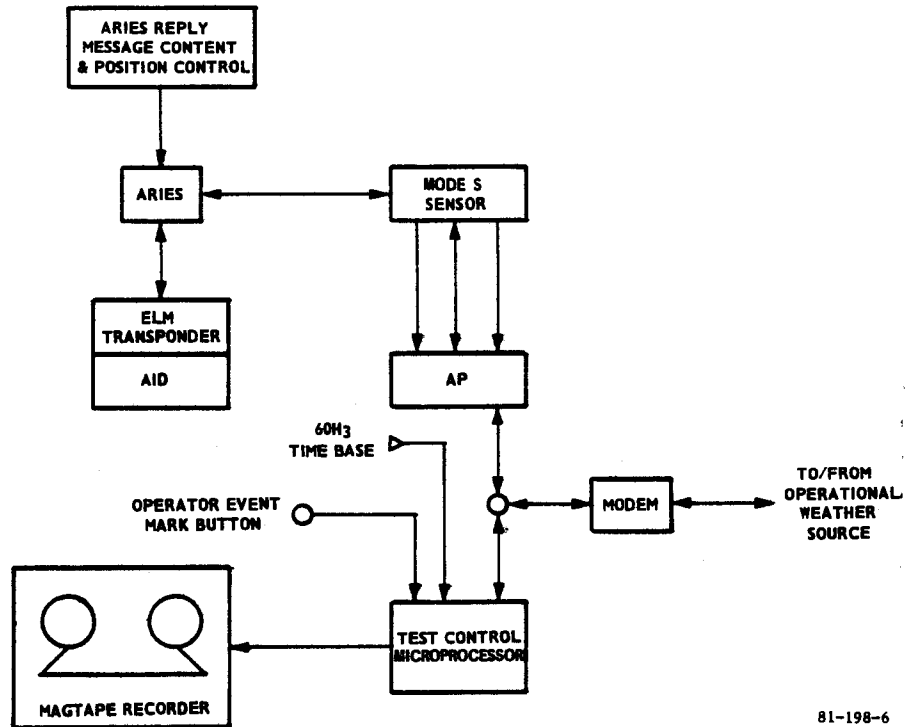 ARIES REPLY
MESSAGE CONTENT
& POSITION CONTROL
ARIES
MODE S
SENSOR
ELM
TRANSPONDER
AID
AP
60H3
TIME BASE
OPERATOR EVENT
MARK BUTTON
MODEM
TO/FROM
OPERATIONAL
WEATHER
SOURCE
TEST CONTROL
MICROPROCESSOR
MAGTAPE RECORDER
81-198-6